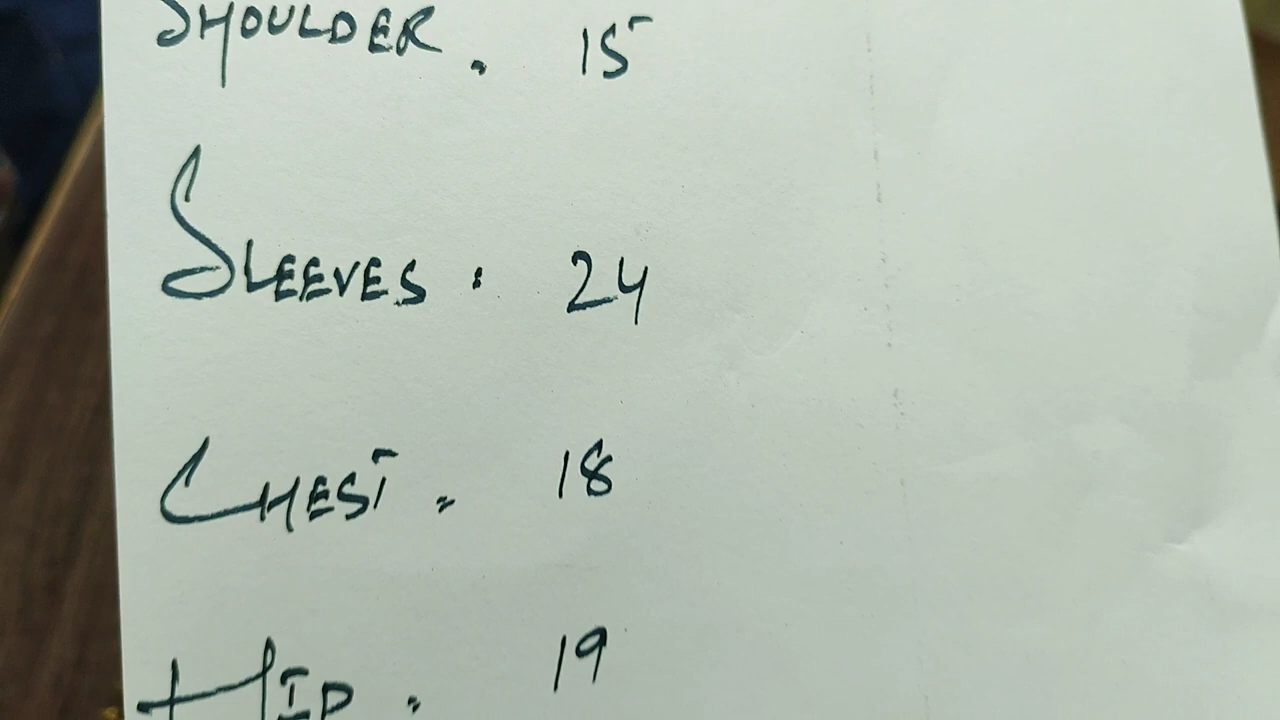 SHOULDER . 15
SLEEVES : 24
CHEST = 18
HIP : 19